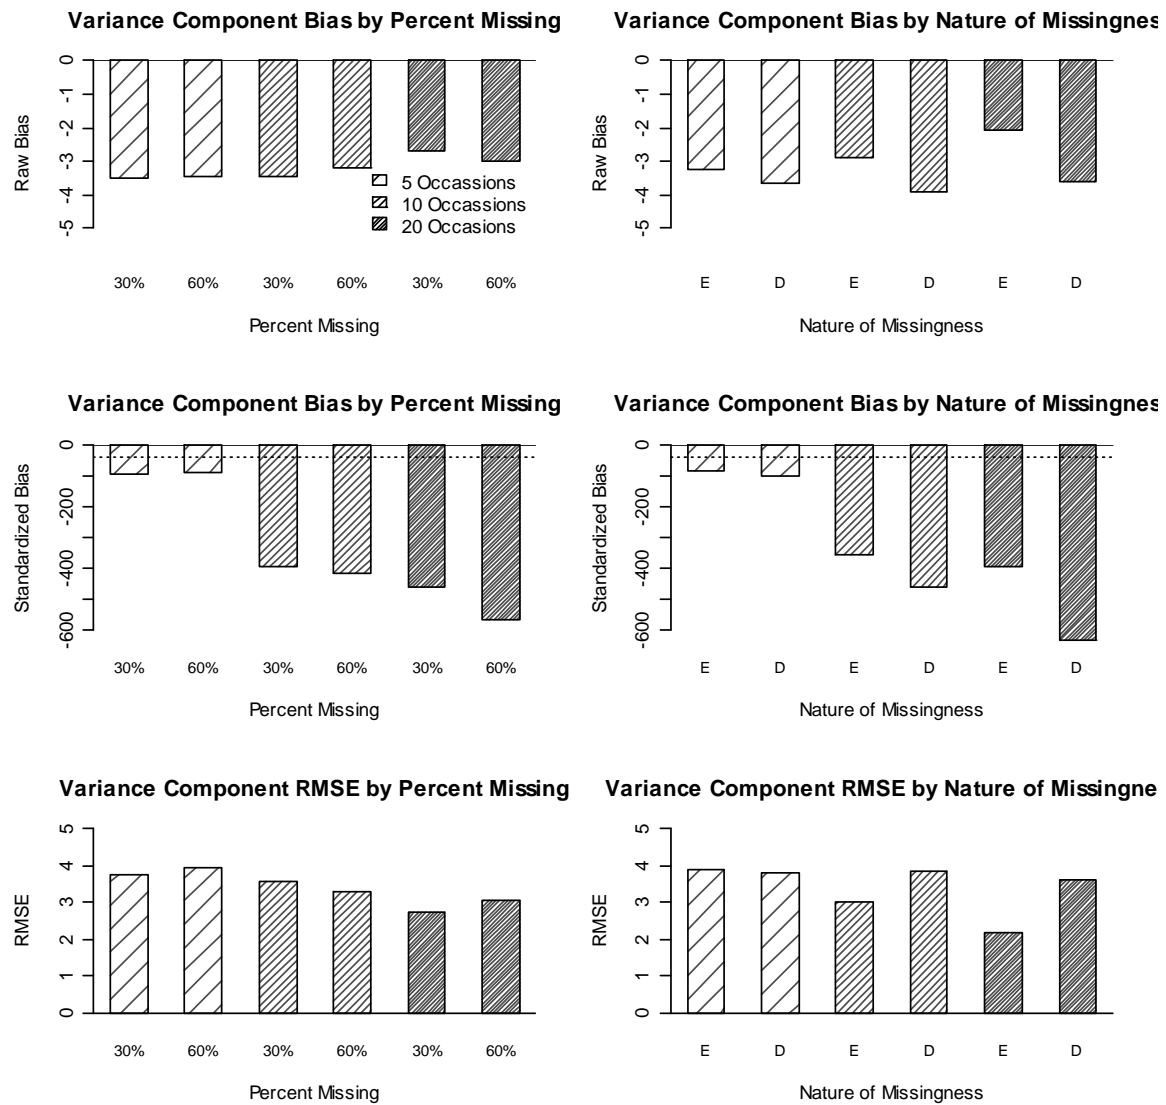 Variance Component Bias by Percent Missing
0
-1
-2
-3
-4
-5
Raw Bias
5 Occassions
10 Occassions
20 Occasions
30% 60% 30% 60% 30% 60%
Percent Missing
Variance Component Bias by Nature of Missingnes
0
-1
-2
-3
-4
-5
Raw Bias
E D E D E D
Nature of Missingness
Variance Component Bias by Percent Missing
0
-200
-400
-600
Standardized Bias
30% 60% 30% 60% 30% 60%
Percent Missing
Variance Component Bias by Nature of Missingnes
0
-200
-400
-600
Standardized Bias
E D E D E D
Nature of Missingness
Variance Component RMSE by Percent Missing
5
4
3
2
1
0
RMSE
30% 60% 30% 60% 30% 60%
Percent Missing
Variance Component RMSE by Nature of Missingne
5
4
3
2
1
0
RMSE
E D E D E D
Nature of Missingness